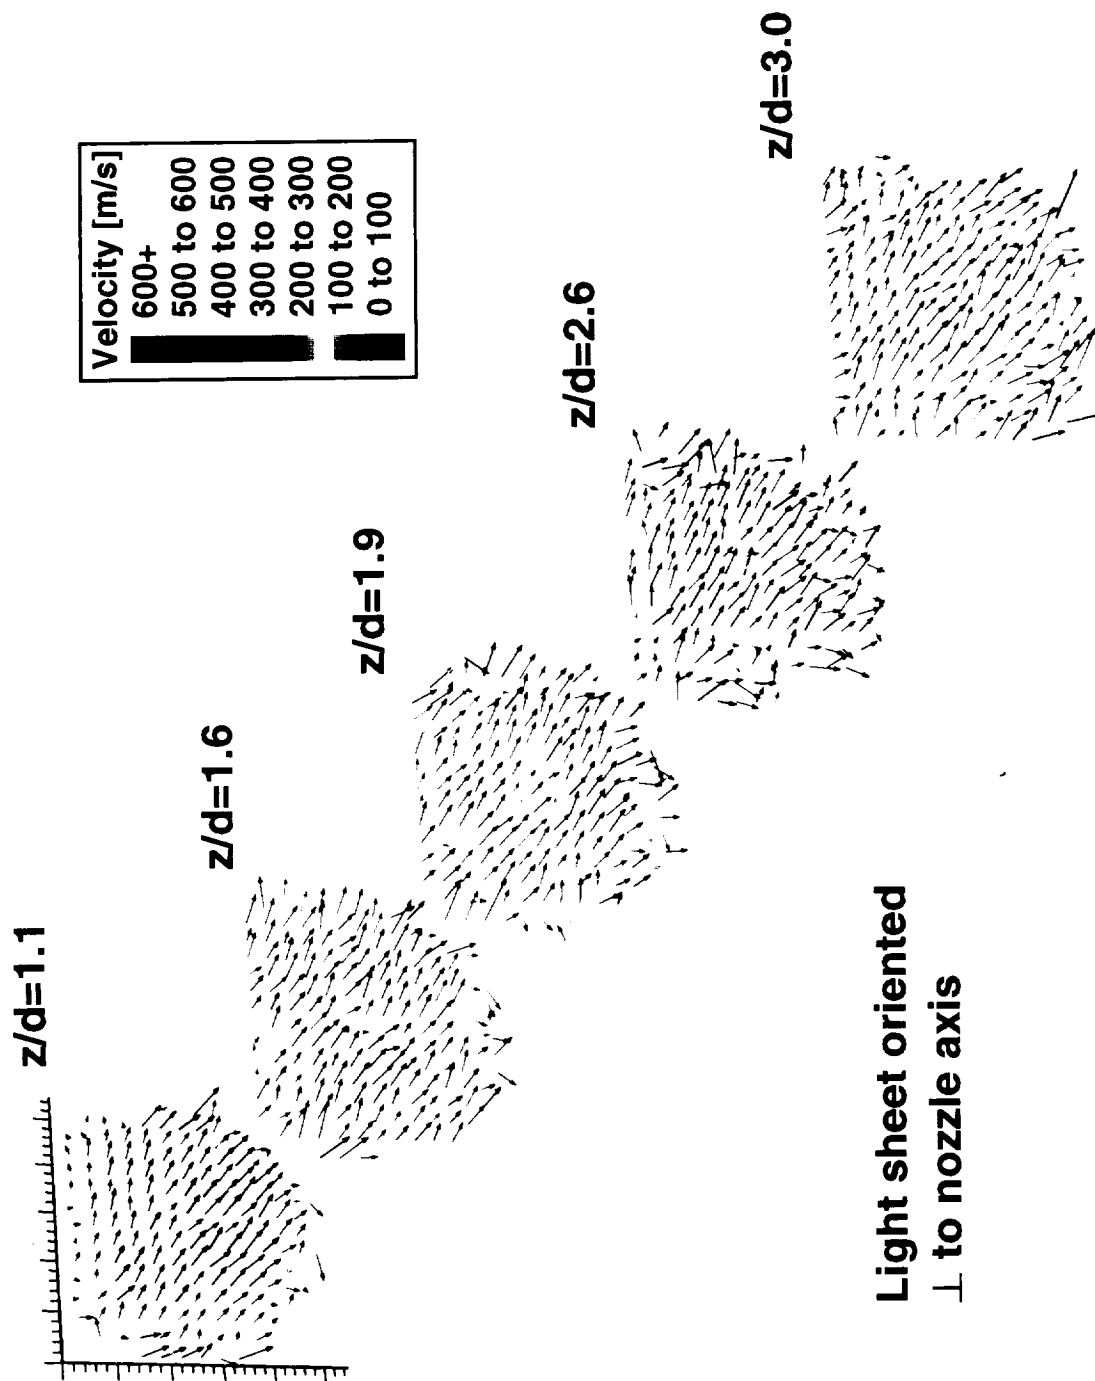 z/d=1.1
z/d=1.6
z/d=1.9
z/d=2.6
z/d=3.0
Velocity [m/s]
600+
500 to 600
400 to 500
300 to 400
200 to 300
100 to 200
0 to 100
Light sheet oriented
⊥ to nozzle axis